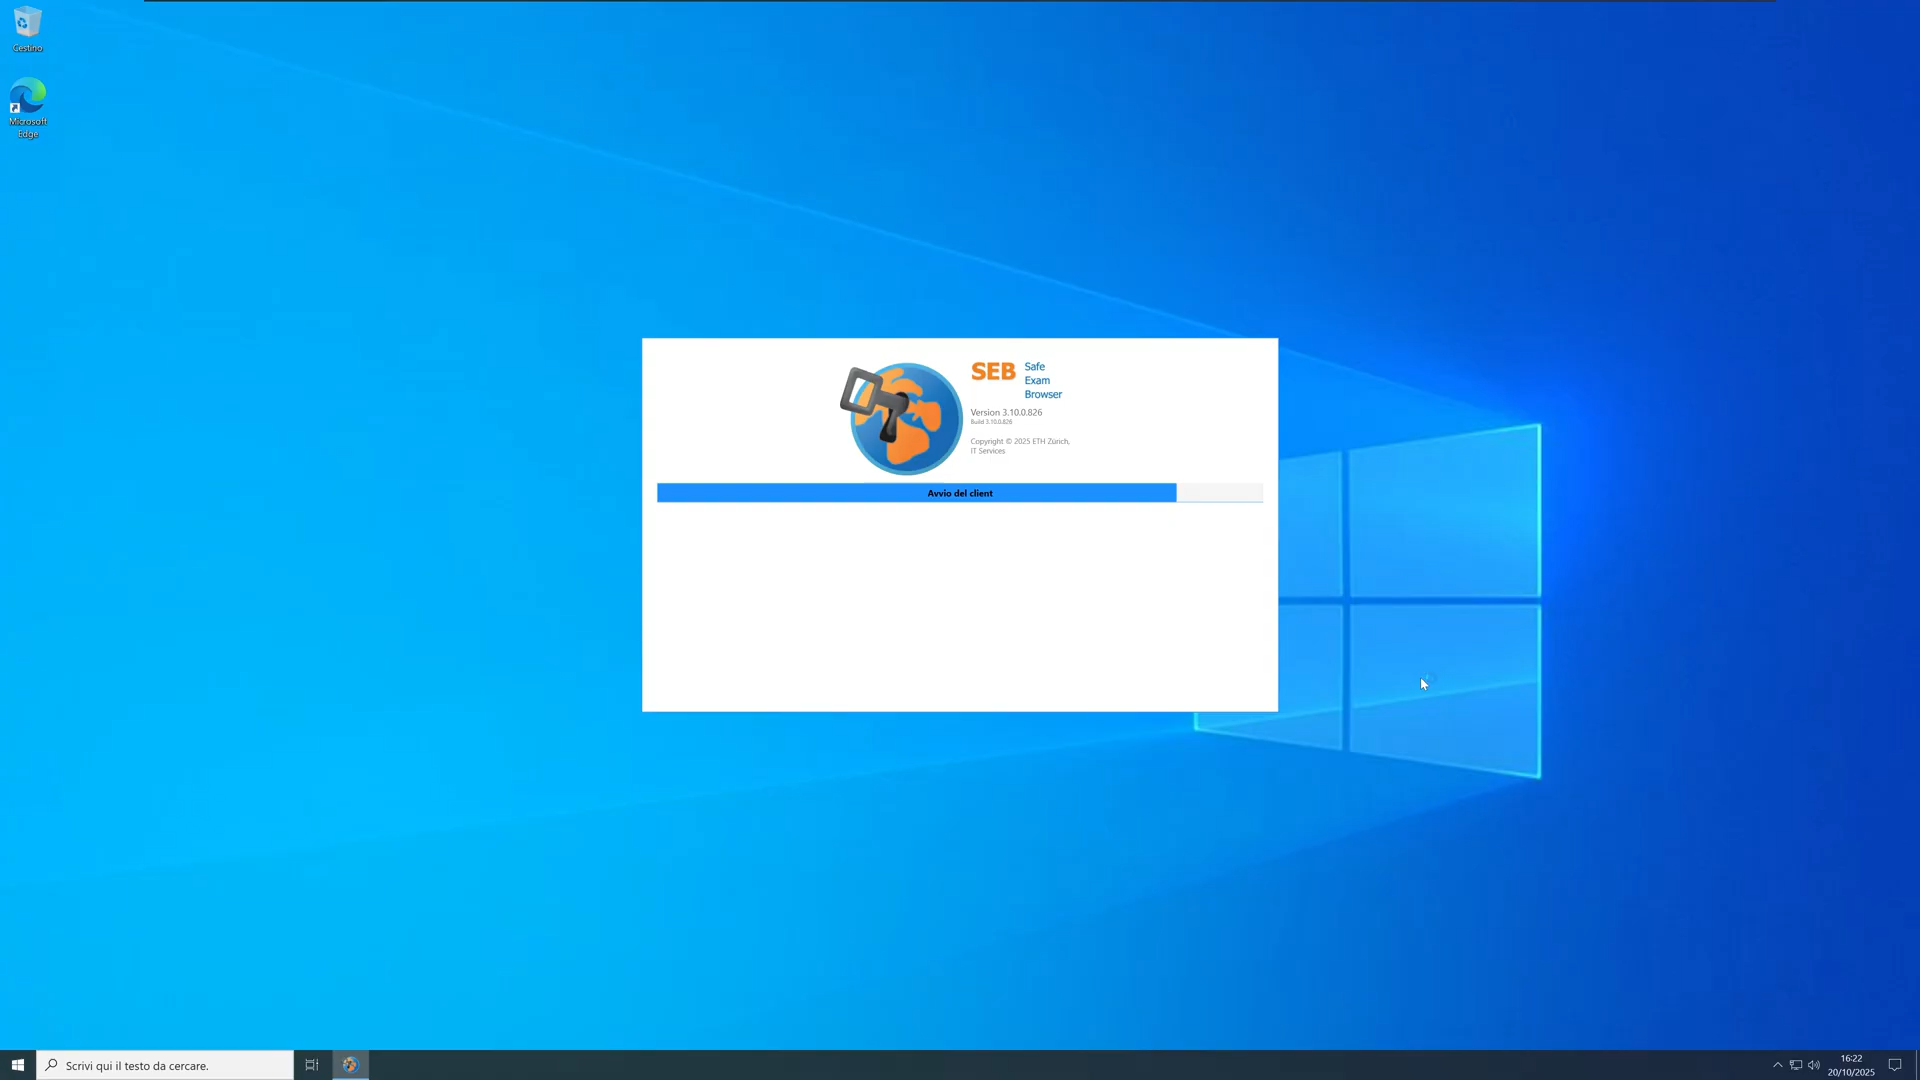 Cestino
Microsoft
Edge
SEB Safe
Exam
Browser
Version 3.10.0.826
Build 3.10.0.826
Copyright © 2025 ETH Zürich,
IT Services
Avvio del client
Scrivi qui il testo da cercare.
16:22
20/10/2025